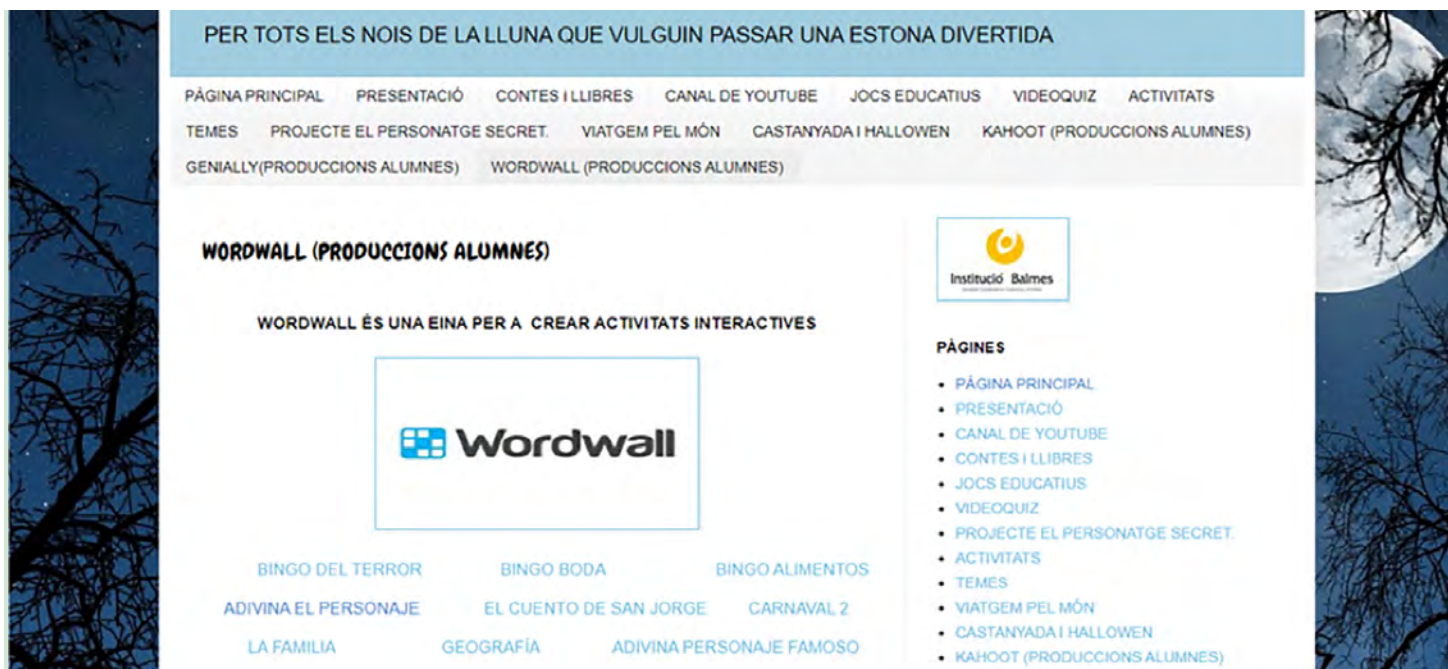 PER TOTS ELS NOIS DE LA LLUNA QUE VULGUIN PASSAR UNA ESTONA DIVERTIDA
PÀGINA PRINCIPAL PRESENTACIÓ CONTES I LLIBRES CANAL DE YOUTUBE JOCS EDUCATIUS VIDEOQUIZ ACTIVITATS
TEMES PROJECTE EL PERSONATGE SECRET. VIATGEM PEL MÓN CASTANYADA I HALLOWEN KAHOOT (PRODUCCIONS ALUMNES)
GENIALLY(PRODUCCIONS ALUMNES) WORDWALL (PRODUCCIONS ALUMNES)
WORDWALL (PRODUCCIONS ALUMNES)
WORDWALL ÉS UNA EINA PER A CREAR ACTIVITATS INTERACTIVES
Wordwall
BINGO DEL TERROR BINGO BODA BINGO ALIMENTOS
ADIVINA EL PERSONAJE EL CUENTO DE SAN JORGE CARNAVAL 2
LA FAMILIA GEOGRAFÍA ADIVINA PERSONAJE FAMOSO
Institució Balmes
PÀGINES
PÀGINA PRINCIPAL
PRESENTACIÓ
CANAL DE YOUTUBE
CONTES I LLIBRES
JOCS EDUCATIUS
VIDEOQUIZ
PROJECTE EL PERSONATGE SECRET.
ACTIVITATS
TEMES
VIATGEM PEL MÓN
CASTANYADA I HALLOWEN
KAHOOT (PRODUCCIONS ALUMNES)